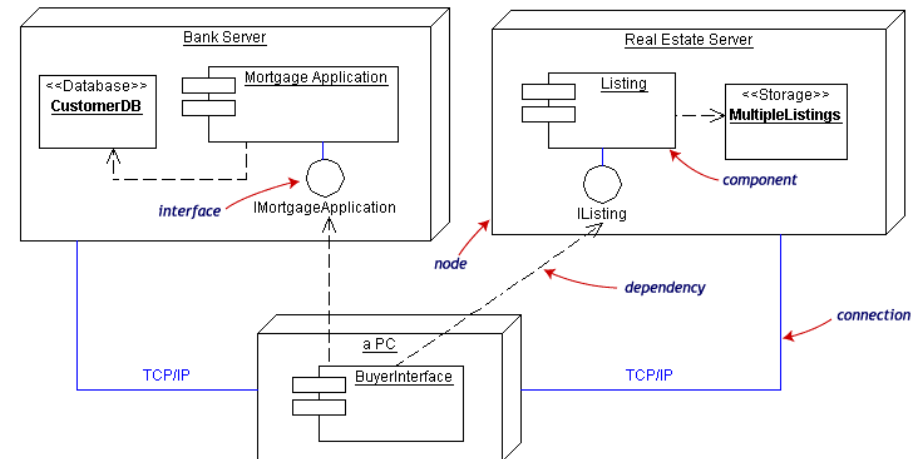 Bank Server
<<Database>>
CustomerDB
Mortgage Application
interface
IMortgageApplication
Real Estate Server
Listing
<<Storage>>
MultipleListings
component
IListing
node
dependency
connection
a PC
BuyerInterface
TCP/IP
TCP/IP